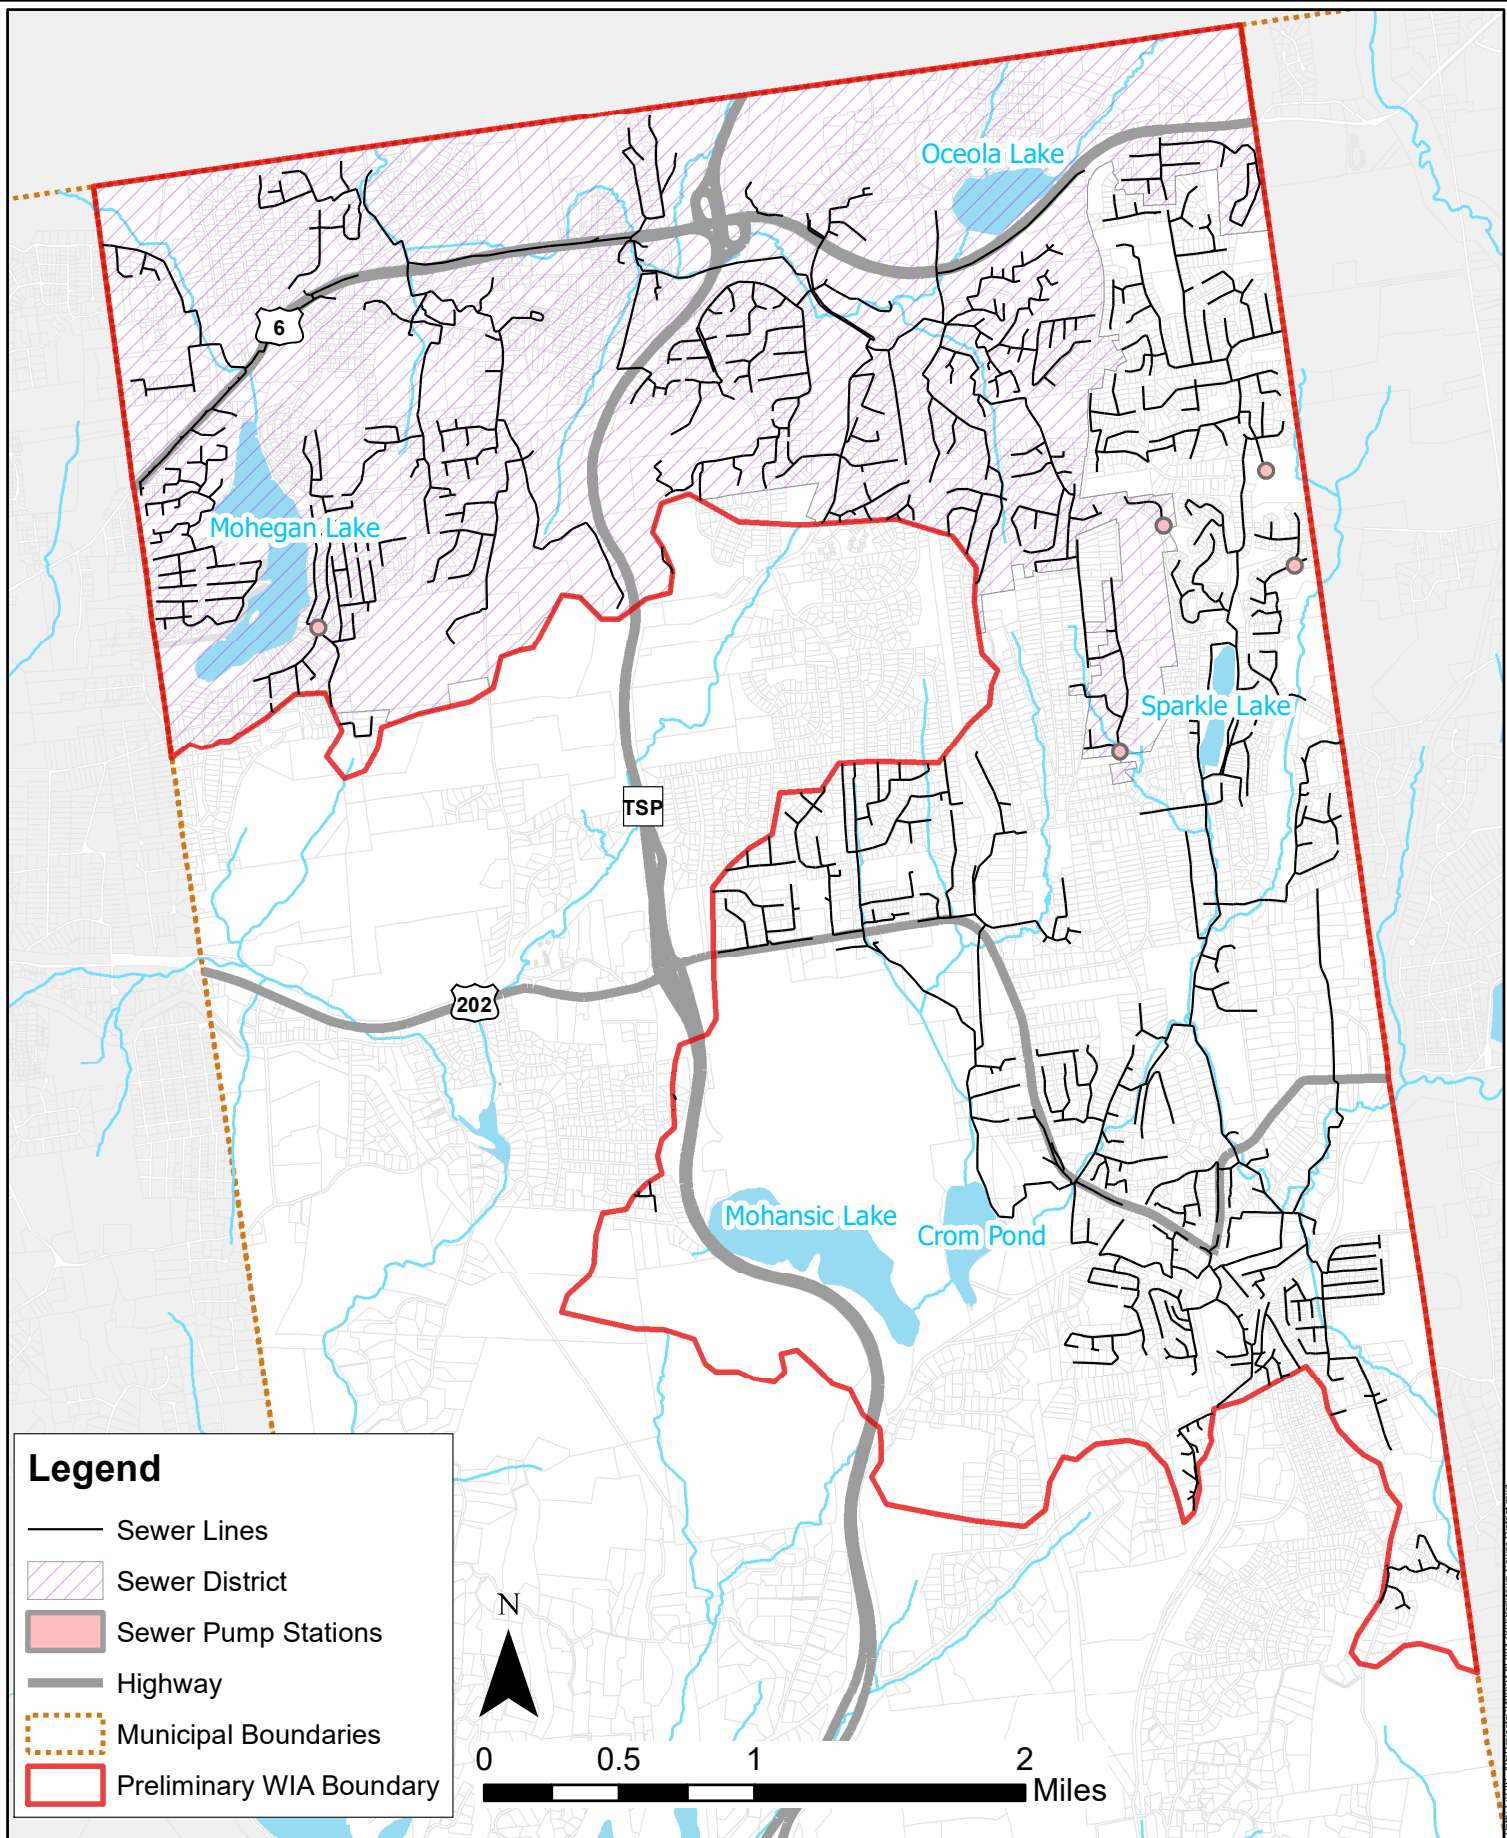 Oceola Lake
6
Mohegan Lake
Sparkle Lake
TSP
202
Mohansic Lake
Crom Pond
Legend
Sewer Lines
Sewer District
Sewer Pump Stations
Highway
Municipal Boundaries
Preliminary WIA Boundary
N
0 0.5 1 2
Miles